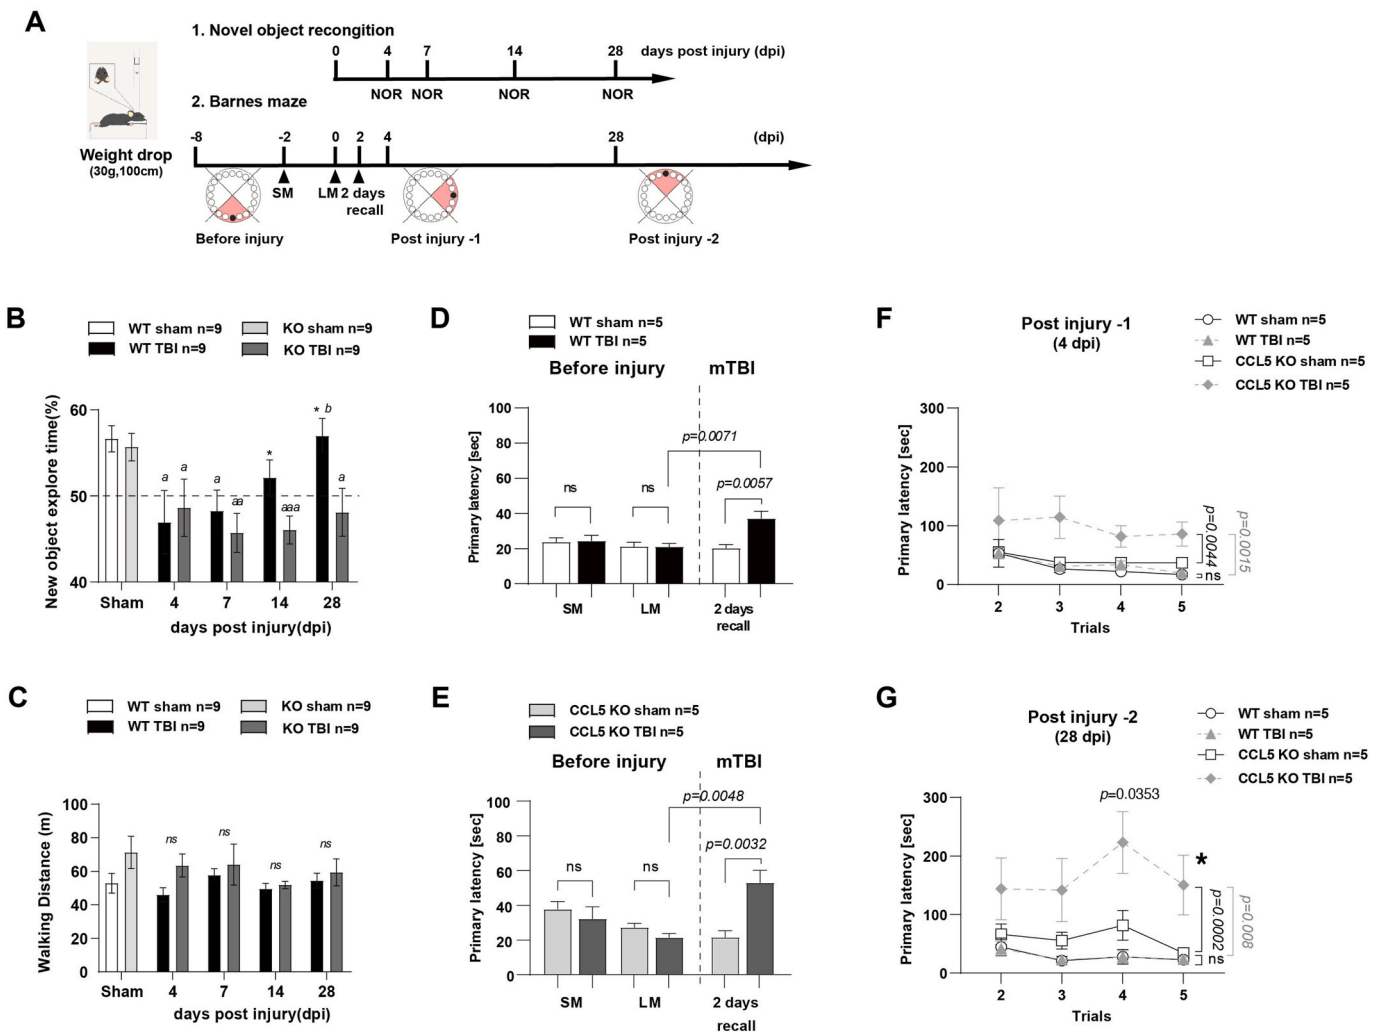 A
1. Novel object recongition
0 4 7 14 28 days post injury (dpi)
NOR NOR NOR NOR
2. Barnes maze
-8 -2 0 2 4 28 (dpi)
Weight drop
(30g,100cm)
SM LM 2 days
recall
Before injury Post injury -1 Post injury -2
B
WT sham n=9 KO sham n=9
WT TBI n=9 KO TBI n=9
New object explore time(%)
60
50
40
a a a aa * aaa * b a
Sham 4 7 14 28
days post injury(dpi)
C
WT sham n=9 KO sham n=9
WT TBI n=9 KO TBI n=9
Walking Distance (m)
100
80
60
40
20
0
ns ns ns ns
Sham 4 7 14 28
days post injury(dpi)
D
WT sham n=5
WT TBI n=5
Before injury mTBI
Primary latency [sec]
100
80
60
40
20
0
p=0.0071
p=0.0057
ns ns
SM LM 2 days
recall
E
CCL5 KO sham n=5
CCL5 KO TBI n=5
Before injury mTBI
Primary latency [sec]
100
80
60
40
20
0
p=0.0048
p=0.0032
ns ns
SM LM 2 days
recall
F
Post injury -1
(4 dpi)
WT sham n=5
WT TBI n=5
CCL5 KO sham n=5
CCL5 KO TBI n=5
Primary latency [sec]
300
200
100
0
p=0.0044
p=0.0015
ns
2 3 4 5
Trials
G
Post injury -2
(28 dpi)
WT sham n=5
WT TBI n=5
CCL5 KO sham n=5
CCL5 KO TBI n=5
Primary latency [sec]
300
200
100
0
p=0.0353
*
p=0.0002
p=0.008
ns
2 3 4 5
Trials